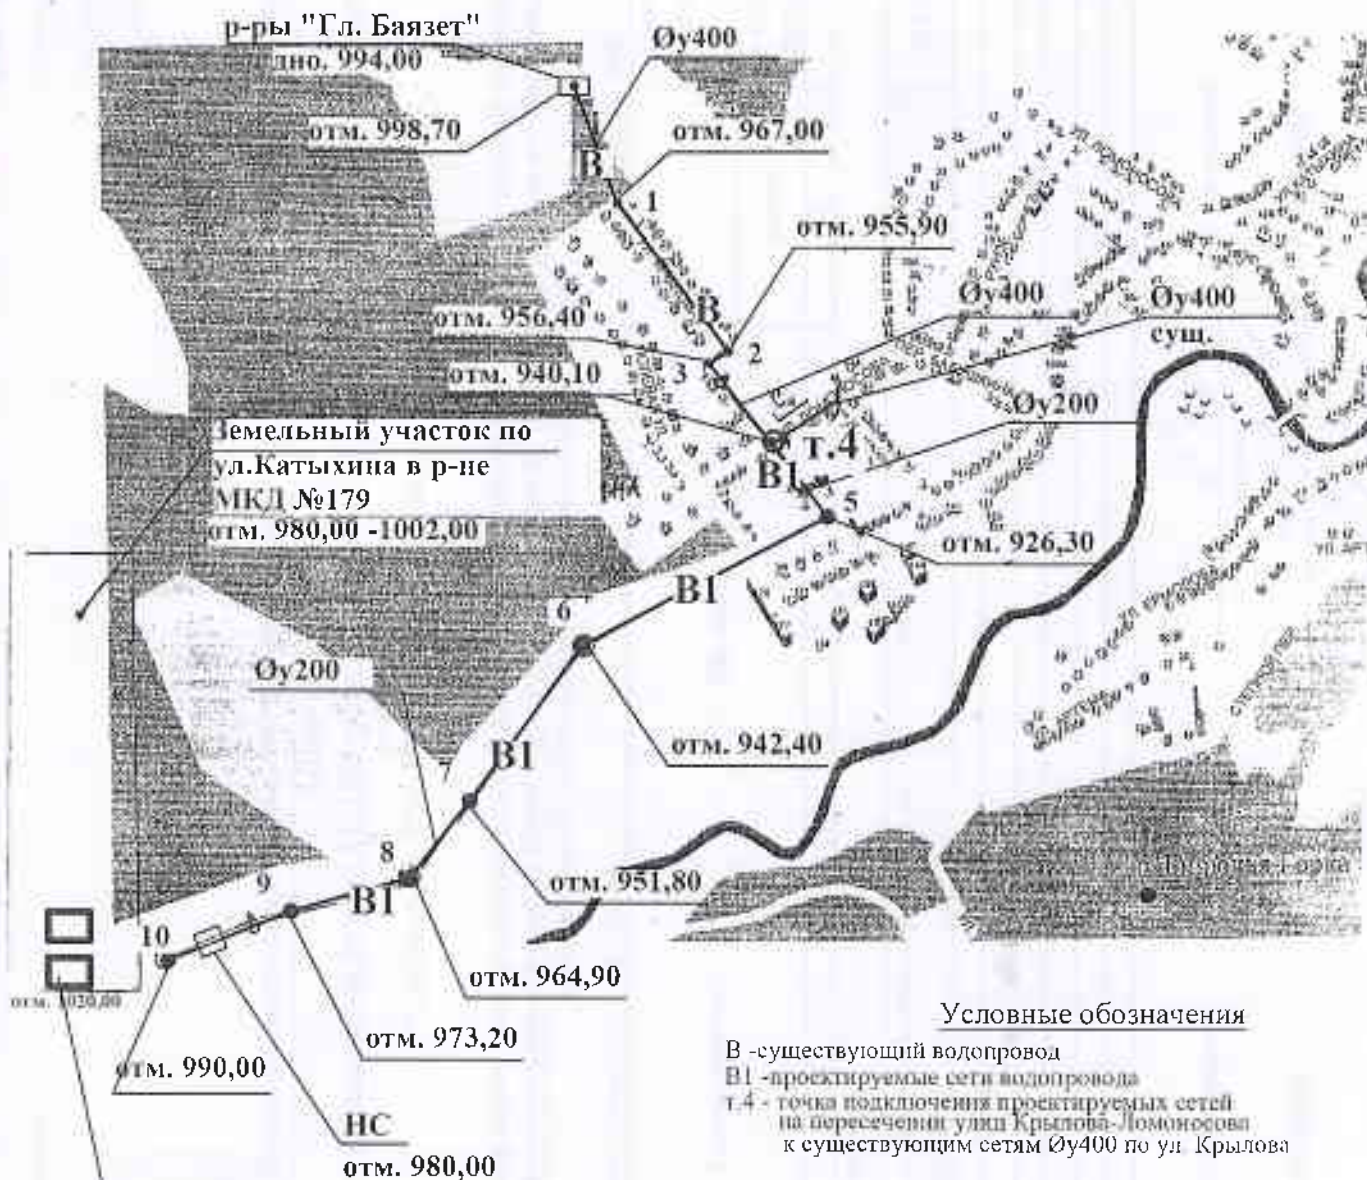 р-ры "Гл. Баязет"
дно. 994,00
Øу400
отм. 998,70
отм. 967,00
В
1
отм. 955,90
В
отм. 956,40
Øу400
Øу400
сущ.
2
3
отм. 940,10
Øу200
т.4
В1
Земельный участок по
ул.Катыхина в р-не
МКД №179
отм. 980,00 -1002,00
5
отм. 926,30
В1
6
Øу200
отм. 942,40
В1
7
8
отм. 951,80
9
В1
10
отм. 964,90
отм. 1020,00
отм. 973,20
отм. 990,00
НС
отм. 980,00
Условные обозначения
В -существующий водопровод
В1 -проектируемые сети водопровода
т.4 - точка подключения проектируемых сетей
на пересечении улиц Крылова-Ломоносова
к существующим сетям Øу400 по ул. Крылова